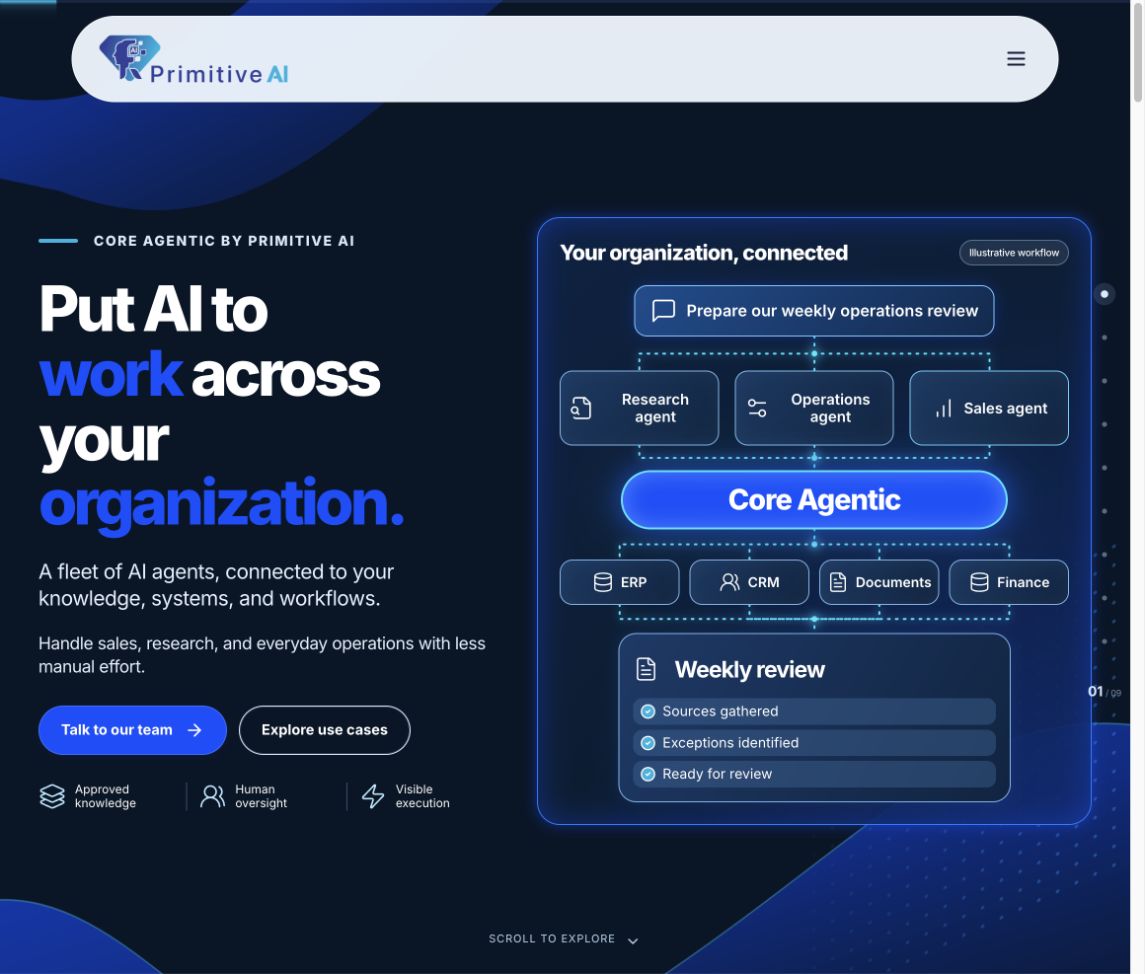 AI
Primitive AI
CORE AGENTIC BY PRIMITIVE AI
Put AI to
work across
your
organization.
A fleet of AI agents, connected to your
knowledge, systems, and workflows.
Handle sales, research, and everyday operations with less
manual effort.
Talk to our team
Explore use cases
Approved
knowledge
Human
oversight
Visible
execution
Your organization, connected
Illustrative workflow
Prepare our weekly operations review
Research
agent
Operations
agent
Sales agent
Core Agentic
ERP
CRM
Documents
Finance
Weekly review
Sources gathered
Exceptions identified
Ready for review
01 / 09
SCROLL TO EXPLORE